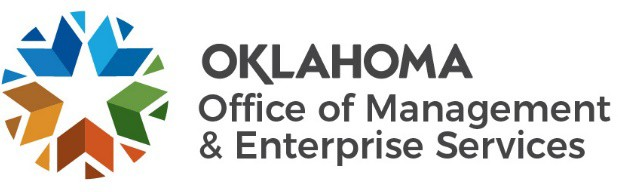 OKLAHOMA
Office of Management
& Enterprise Services